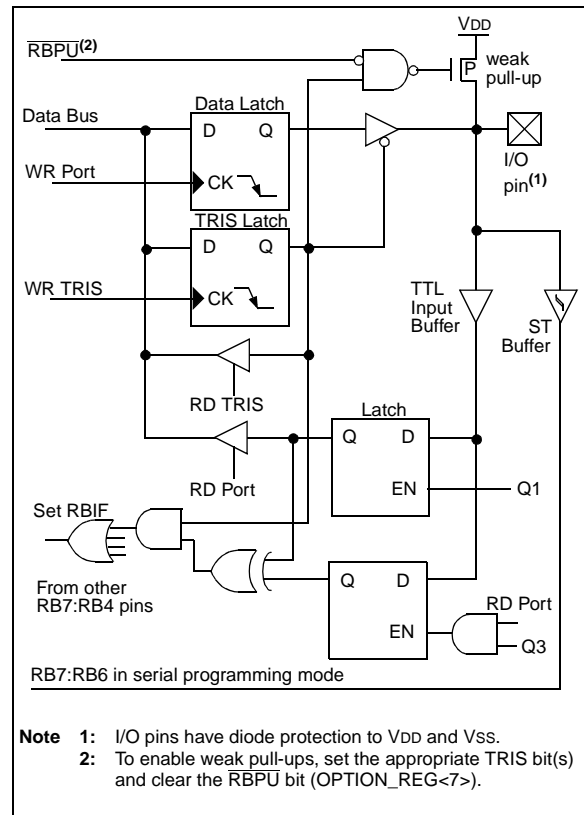 VDD
RBPU(2)
P
weak
pull-up
Data Latch
Data Bus
D
Q
I/O
pin(1)
WR Port
CK
TRIS Latch
D
Q
WR TRIS
CK
TTL
Input
Buffer
ST
Buffer
RD TRIS
Latch
Q
D
RD Port
EN
Q1
Set RBIF
From other
RB7:RB4 pins
Q
D
RD Port
EN
Q3
RB7:RB6 in serial programming mode
Note 1: I/O pins have diode protection to VDD and VSS.
2: To enable weak pull-ups, set the appropriate TRIS bit(s)
and clear the RBPU bit (OPTION_REG<7>).